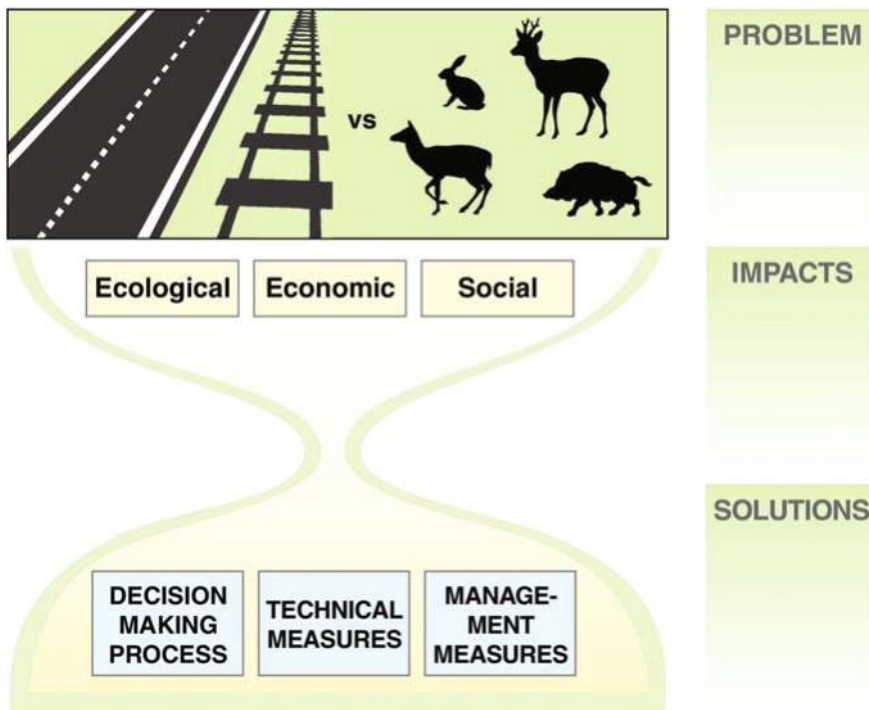 PROBLEM
vs
IMPACTS
Ecological
Economic
Social
SOLUTIONS
DECISION
MAKING
PROCESS
TECHNICAL
MEASURES
MANAGE-
MENT
MEASURES